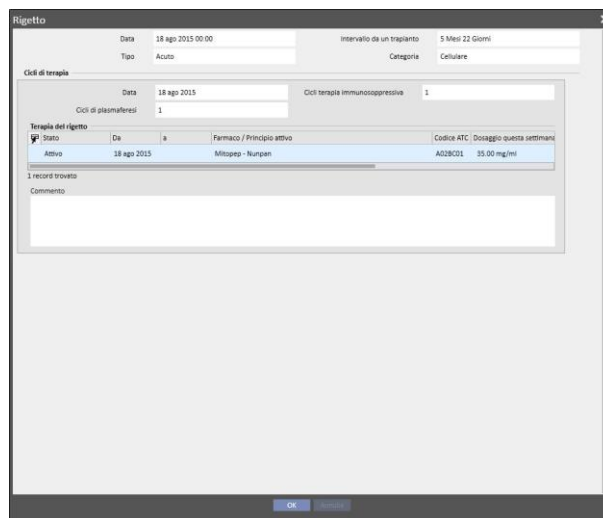 Rigetto
Data 18 ago 2015 00:00 Intervallo da un trapianto 5 Mesi 22 Giorni
Tipo Acuto Categoria Cellulare
Cicli di terapia
Data 18 ago 2015 Cicli terapia immunosoppressiva 1
Cicli di plasmaferesi 1
Terapia del rigetto
Stato Da a Farmaco / Principio attivo Codice ATC Dosaggio questa settimana
Attivo 18 ago 2015 Mitopep - Nunpan A02BC01 35.00 mg/ml
1 record trovato
Commento
OK